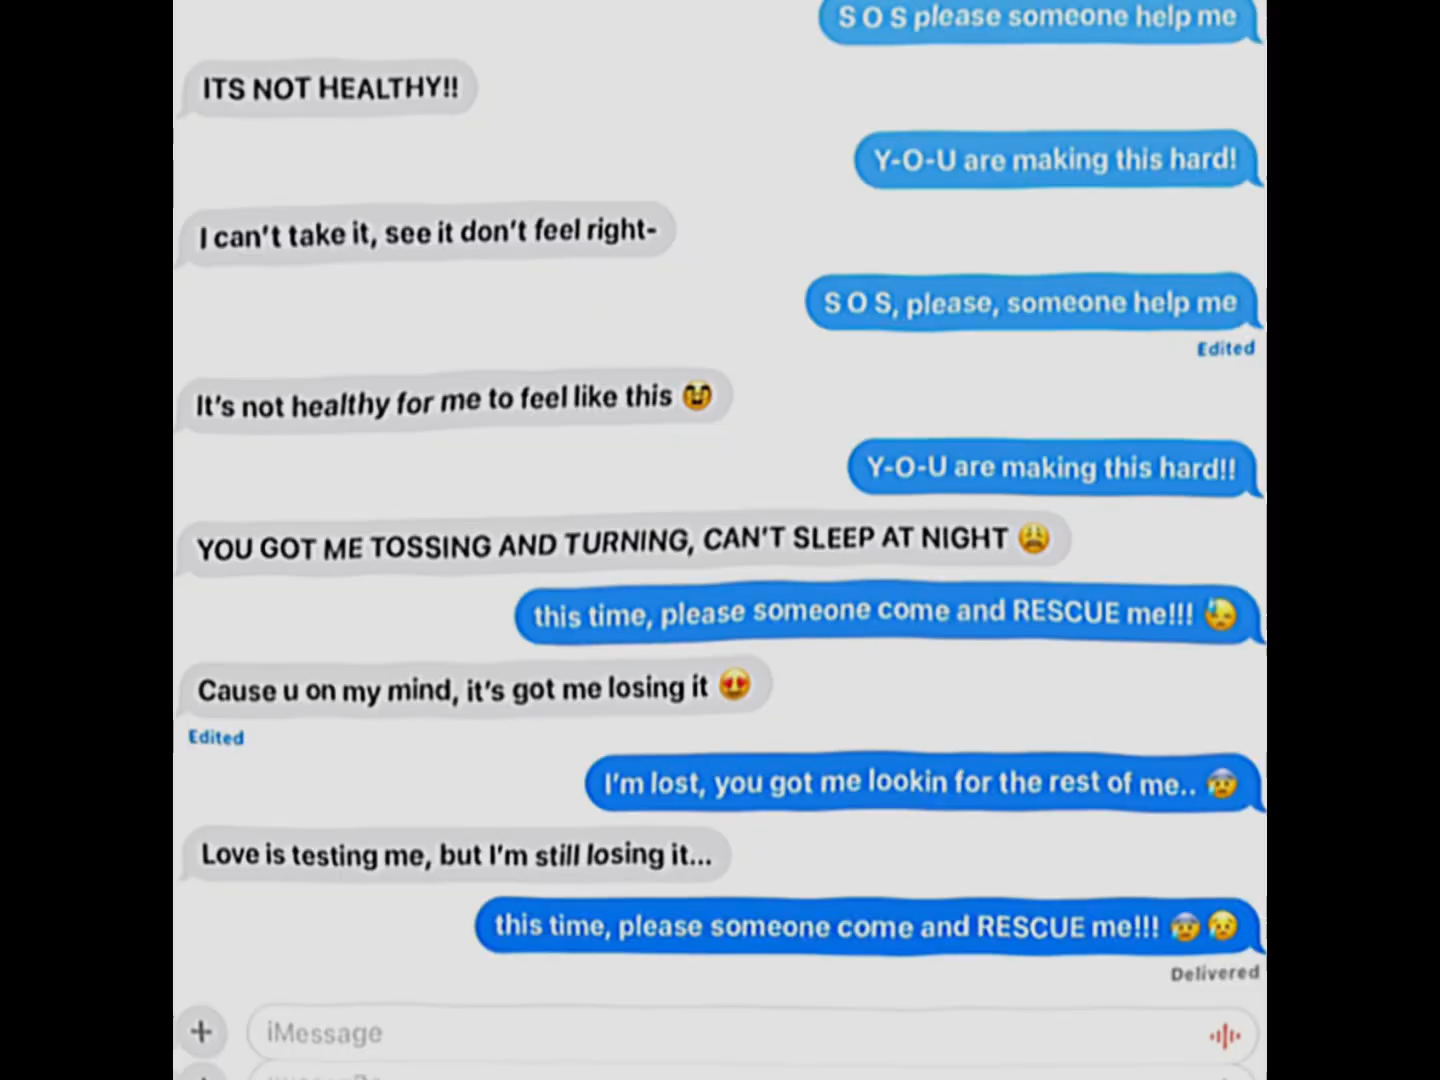 S O S please someone help me
ITS NOT HEALTHY!!
Y-O-U are making this hard!
I can't take it, see it don't feel right-
S O S, please, someone help me
Edited
It's not healthy for me to feel like this 🥹
Y-O-U are making this hard!!
YOU GOT ME TOSSING AND TURNING, CAN'T SLEEP AT NIGHT 😩
this time, please someone come and RESCUE me!!! 😓
Cause u on my mind, it's got me losing it 😍
Edited
I'm lost, you got me lookin for the rest of me.. 😰
Love is testing me, but I'm still losing it...
this time, please someone come and RESCUE me!!! 😰 😥
Delivered
iMessage